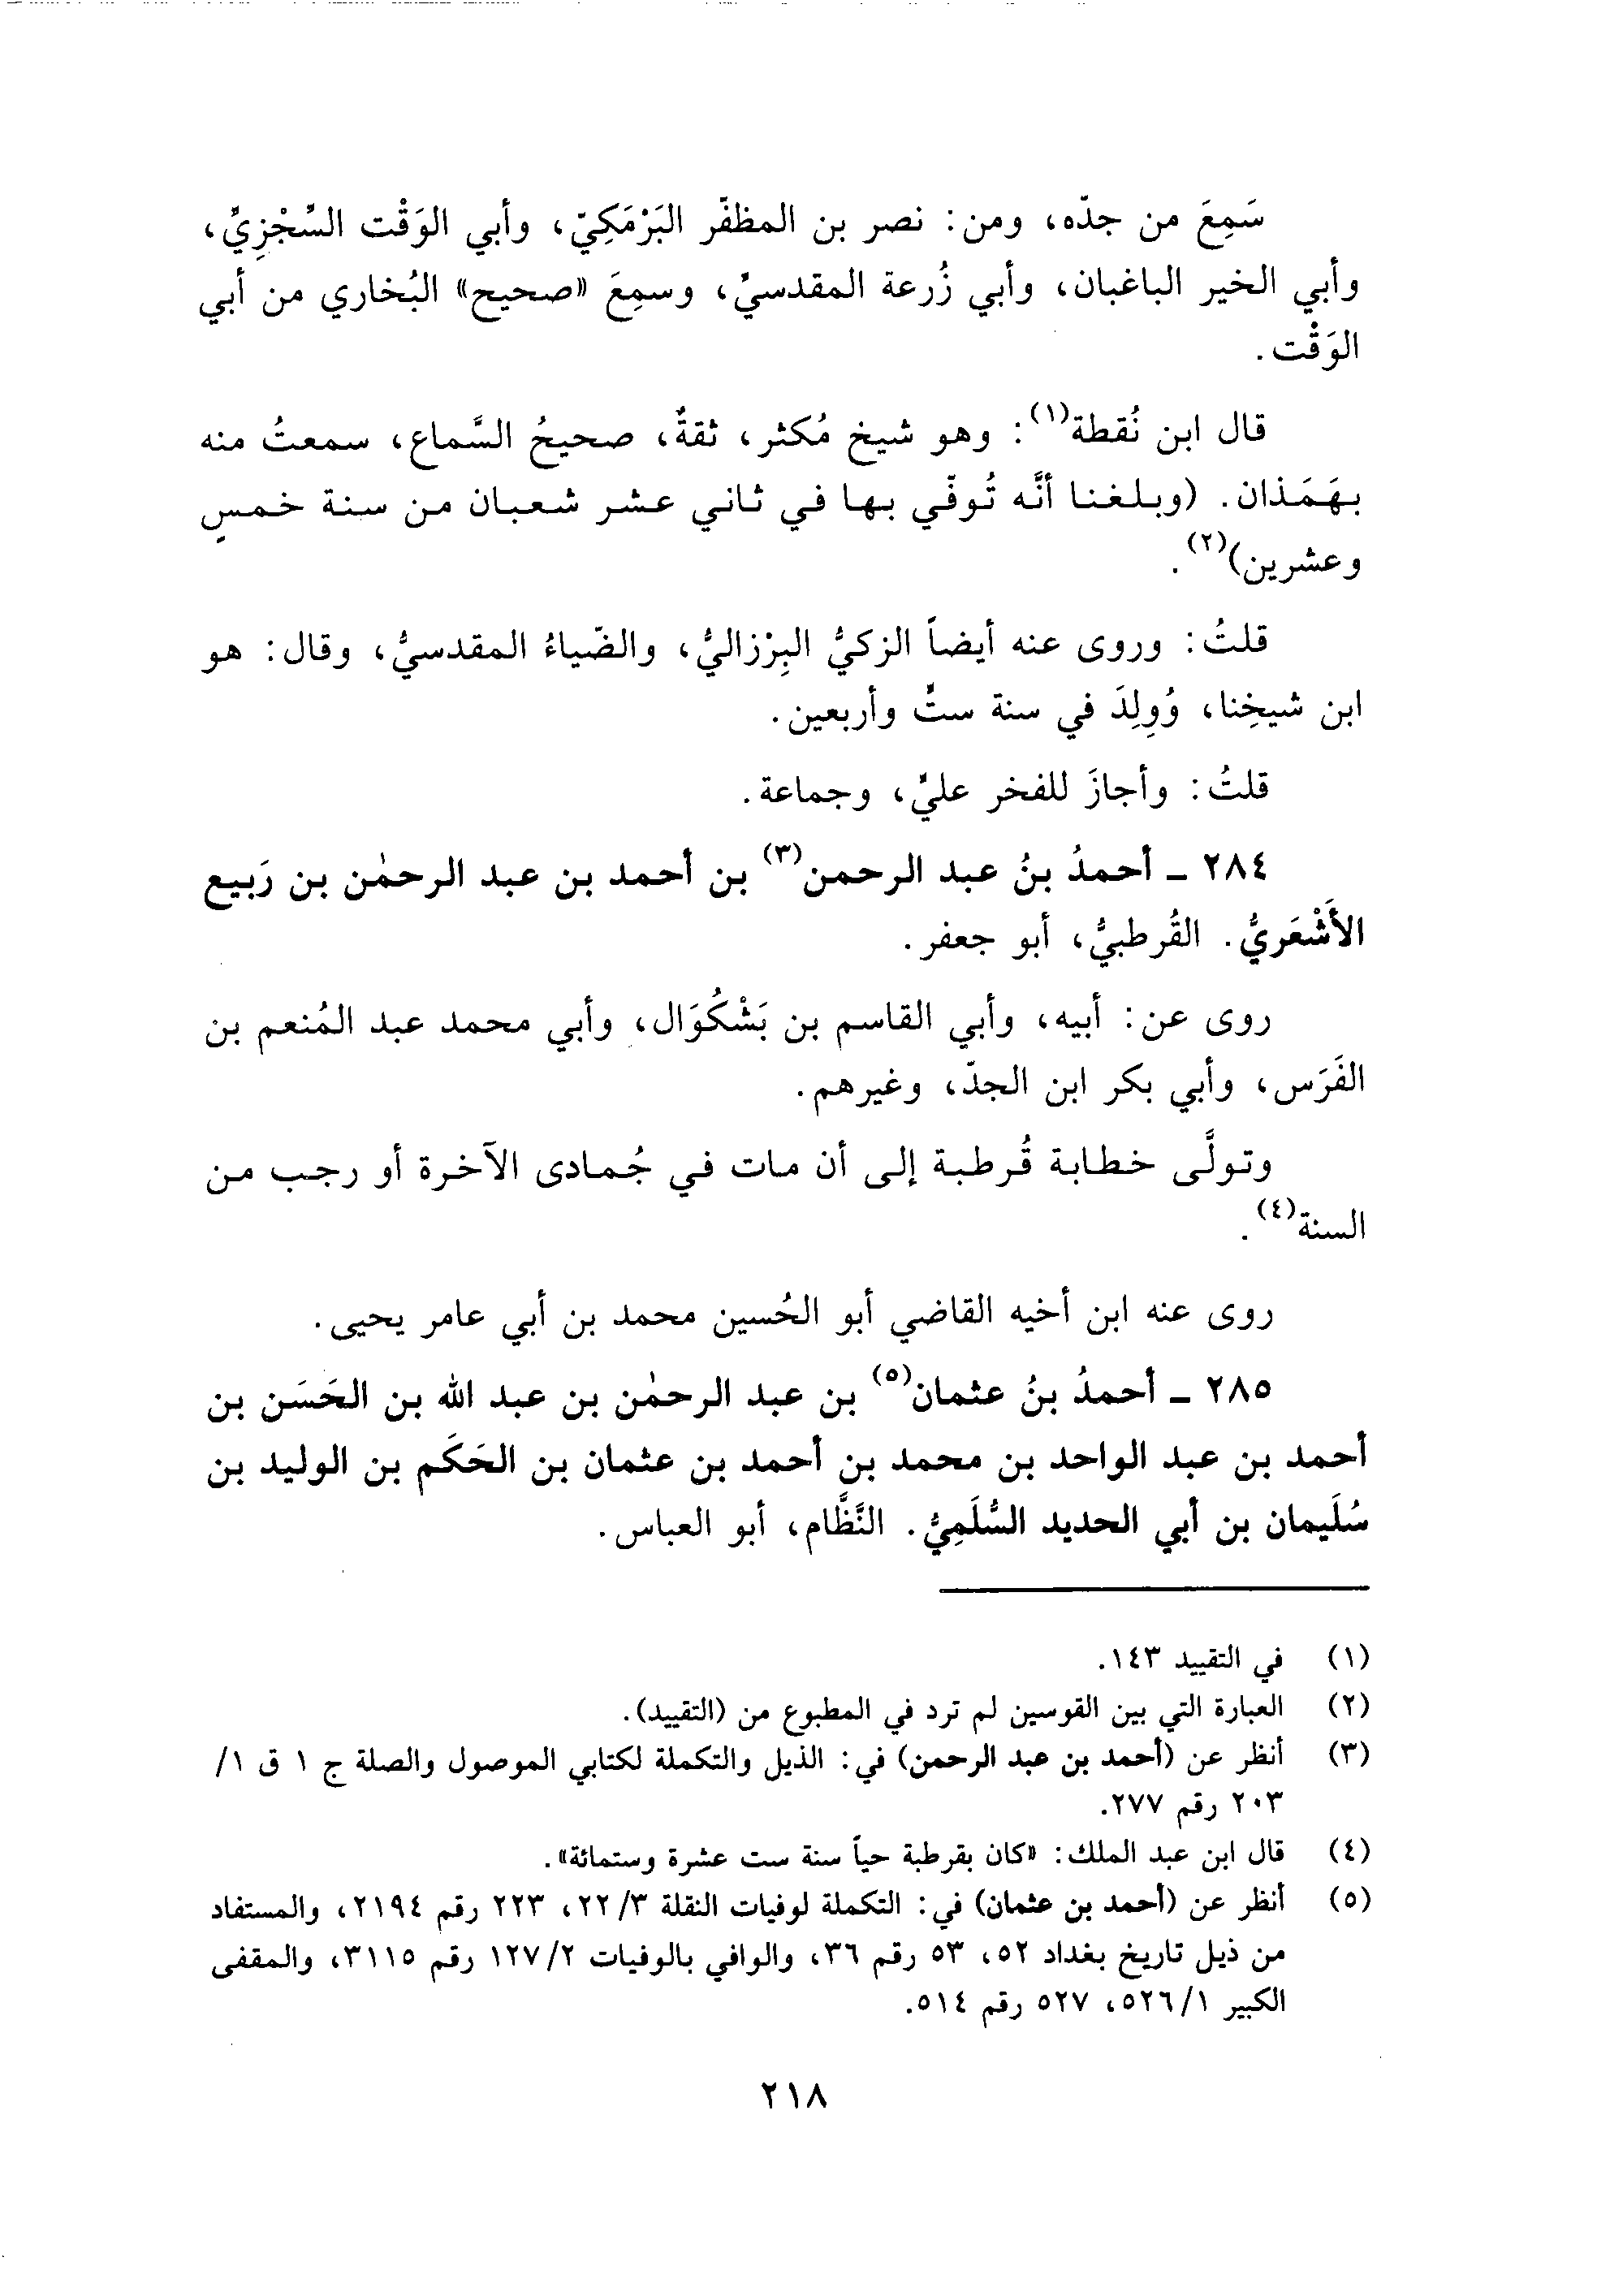 سَمِعَ من جدّه، ومن: نصر بن المظفّر البَرْمَكِيّ، وأبي الوَقْت السِّجْزِيِّ،
وأبي الخير الباغبان، وأبي زُرعة المقدسيِّ، وسمِعَ «صحيح» البُخاري من أبي
الوَقْت.
قال ابن نُقطة(١): وهو شيخ مُكثر، ثقةٌ، صحيحُ السَّماع، سمعتُ منه
بهَمَذان. (وبلغنا أنَّه تُوفّي بها في ثاني عشر شعبان من سنة خمسٍ
وعشرين)(٢).
قلتُ: وروى عنه أيضاً الزكيُّ البِرْزاليُّ، والضّياءُ المقدسيُّ، وقال: هو
ابن شيخِنا، وُولِدَ في سنة ستٍّ وأربعين.
قلتُ: وأجازَ للفخر عليٍّ، وجماعة.
٢٨٤ ـ أحمدُ بنُ عبد الرحمن(٣) بن أحمد بن عبد الرحمٰن بن رَبيع
الأَشْعَريُّ. القُرطبيُّ، أبو جعفر.
روى عن: أبيه، وأبي القاسم بن بَشْكُوَال، وأبي محمد عبد المُنعم بن
الفَرَس، وأبي بكر ابن الجدّ، وغيرهم.
وتولَّى خطابة قُرطبة إلى أن مات في جُمادى الآخرة أو رجب من
السنة(٤).
روى عنه ابن أخيه القاضي أبو الحُسين محمد بن أبي عامر يحيى.
٢٨٥ ـ أحمدُ بنُ عثمان(٥) بن عبد الرحمٰن بن عبد الله بن الحَسَن بن
أحمد بن عبد الواحد بن محمد بن أحمد بن عثمان بن الحَكَم بن الوليد بن
سُلَيمان بن أبي الحديد السُّلَمِيُّ. النَّظَّام، أبو العباس.
(١) في التقييد ١٤٣.
(٢) العبارة التي بين القوسين لم ترد في المطبوع من (التقييد).
(٣) أنظر عن (أحمد بن عبد الرحمن) في: الذيل والتكملة لكتابي الموصول والصلة ج ١ ق ١/
٢٠٣ رقم ٢٧٧.
(٤) قال ابن عبد الملك: «كان بقرطبة حياً سنة ست عشرة وستمائة».
(٥) أنظر عن (أحمد بن عثمان) في: التكملة لوفيات النقلة ٣/ ٢٢، ٢٢٣ رقم ٢١٩٤، والمستفاد
من ذيل تاريخ بغداد ٥٢، ٥٣ رقم ٣٦، والوافي بالوفيات ٢/ ١٢٧ رقم ٣١١٥، والمقفى
الكبير ١/ ٥٢٦، ٥٢٧ رقم ٥١٤.
٢١٨